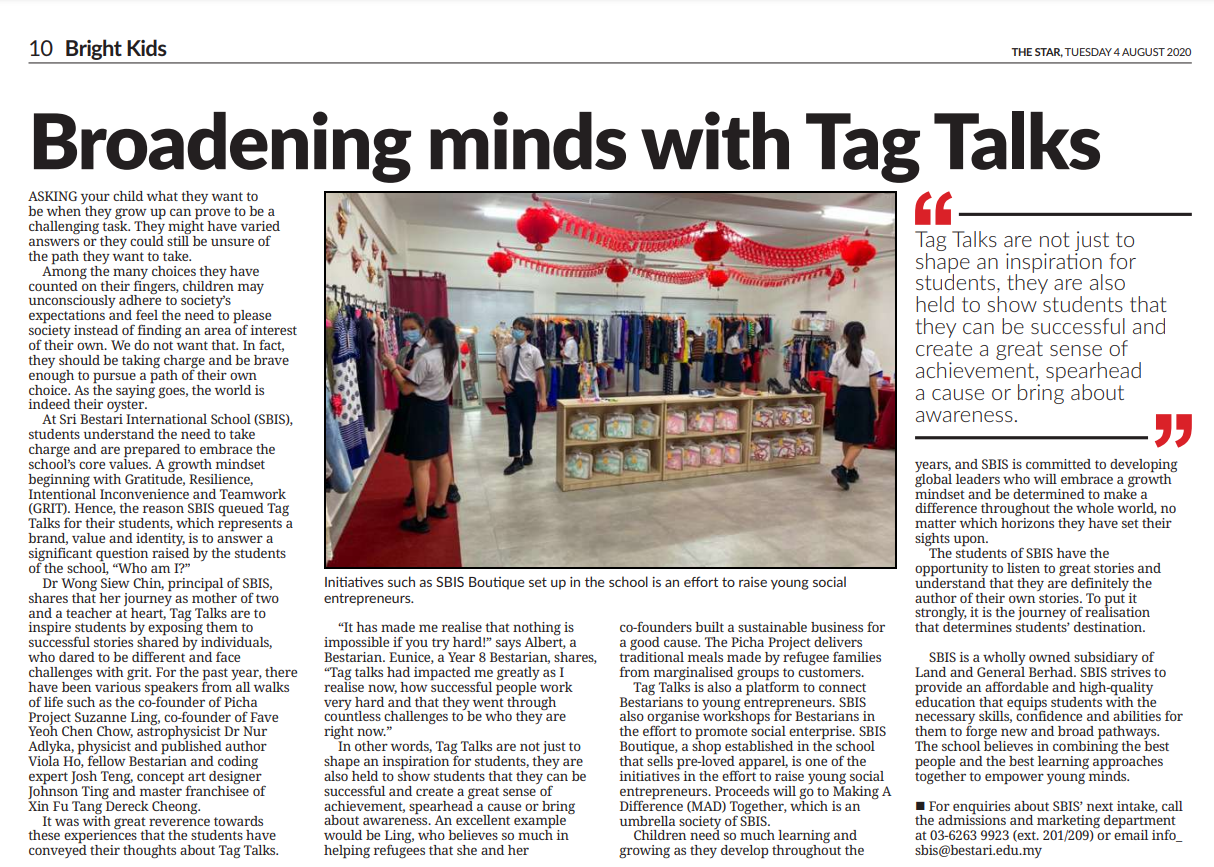 10 Bright Kids
THE STAR, TUESDAY 4 AUGUST 2020
Broadening minds with Tag Talks
ASKING your child what they want to
be when they grow up can prove to be a
challenging task. They might have varied
answers or they could still be unsure of
the path they want to take.
Among the many choices they have
counted on their fingers, children may
unconsciously adhere to society's
expectations and feel the need to please
society instead of finding an area of interest
of their own. We do not want that. In fact,
they should be taking charge and be brave
enough to pursue a path of their own
choice. As the saying goes, the world is
indeed their oyster.
At Sri Bestari International School (SBIS),
students understand the need to take
charge and are prepared to embrace the
school's core values. A growth mindset
beginning with Gratitude, Resilience,
Intentional Inconvenience and Teamwork
(GRIT). Hence, the reason SBIS queued Tag
Talks for their students, which represents a
brand, value and identity, is to answer a
significant question raised by the students
of the school, “Who am I?”
Dr Wong Siew Chin, principal of SBIS,
shares that her journey as mother of two
and a teacher at heart, Tag Talks are to
inspire students by exposing them to
successful stories shared by individuals,
who dared to be different and face
challenges with grit. For the past year, there
have been various speakers from all walks
of life such as the co-founder of Picha
Project Suzanne Ling, co-founder of Fave
Yeoh Chen Chow, astrophysicist Dr Nur
Adlyka, physicist and published author
Viola Ho, fellow Bestarian and coding
expert Josh Teng, concept art designer
Johnson Ting and master franchisee of
Xin Fu Tang Dereck Cheong.
It was with great reverence towards
these experiences that the students have
conveyed their thoughts about Tag Talks.
Initiatives such as SBIS Boutique set up in the school is an effort to raise young social
entrepreneurs.
“It has made me realise that nothing is
impossible if you try hard!” says Albert, a
Bestarian. Eunice, a Year 8 Bestarian, shares,
“Tag talks had impacted me greatly as I
realise now, how successful people work
very hard and that they went through
countless challenges to be who they are
right now.”
In other words, Tag Talks are not just to
shape an inspiration for students, they are
also held to show students that they can be
successful and create a great sense of
achievement, spearhead a cause or bring
about awareness. An excellent example
would be Ling, who believes so much in
helping refugees that she and her
co-founders built a sustainable business for
a good cause. The Picha Project delivers
traditional meals made by refugee families
from marginalised groups to customers.
Tag Talks is also a platform to connect
Bestarians to young entrepreneurs. SBIS
also organise workshops for Bestarians in
the effort to promote social enterprise. SBIS
Boutique, a shop established in the school
that sells pre-loved apparel, is one of the
initiatives in the effort to raise young social
entrepreneurs. Proceeds will go to Making A
Difference (MAD) Together, which is an
umbrella society of SBIS.
Children need so much learning and
growing as they develop throughout the
“
Tag Talks are not just to
shape an inspiration for
students, they are also
held to show students that
they can be successful and
create a great sense of
achievement, spearhead
a cause or bring about
awareness.
”
years, and SBIS is committed to developing
global leaders who will embrace a growth
mindset and be determined to make a
difference throughout the whole world, no
matter which horizons they have set their
sights upon.
The students of SBIS have the
opportunity to listen to great stories and
understand that they are definitely the
author of their own stories. To put it
strongly, it is the journey of realisation
that determines students' destination.
SBIS is a wholly owned subsidiary of
Land and General Berhad. SBIS strives to
provide an affordable and high-quality
education that equips students with the
necessary skills, confidence and abilities for
them to forge new and broad pathways.
The school believes in combining the best
people and the best learning approaches
together to empower young minds.
■ For enquiries about SBIS' next intake, call
the admissions and marketing department
at 03-6263 9923 (ext. 201/209) or email info_
sbis@bestari.edu.my